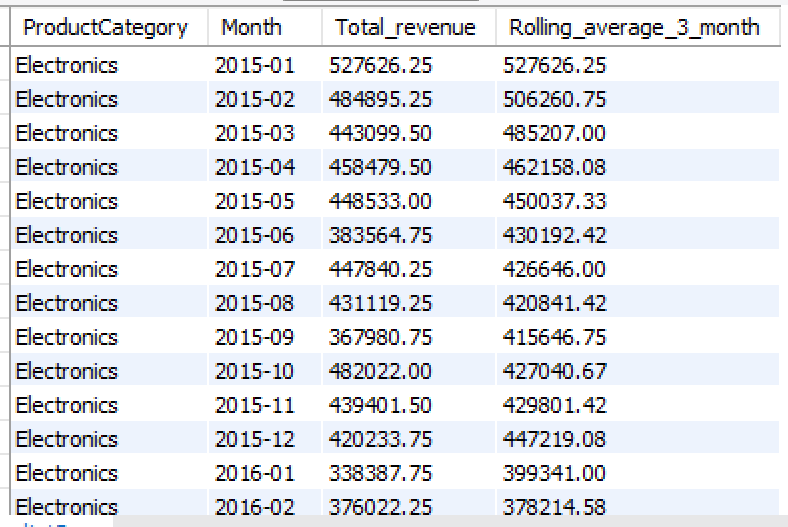 ProductCategory Month Total_revenue Rolling_average_3_month
Electronics 2015-01 527626.25 527626.25
Electronics 2015-02 484895.25 506260.75
Electronics 2015-03 443099.50 485207.00
Electronics 2015-04 458479.50 462158.08
Electronics 2015-05 448533.00 450037.33
Electronics 2015-06 383564.75 430192.42
Electronics 2015-07 447840.25 426646.00
Electronics 2015-08 431119.25 420841.42
Electronics 2015-09 367980.75 415646.75
Electronics 2015-10 482022.00 427040.67
Electronics 2015-11 439401.50 429801.42
Electronics 2015-12 420233.75 447219.08
Electronics 2016-01 338387.75 399341.00
Electronics 2016-02 376022.25 378214.58